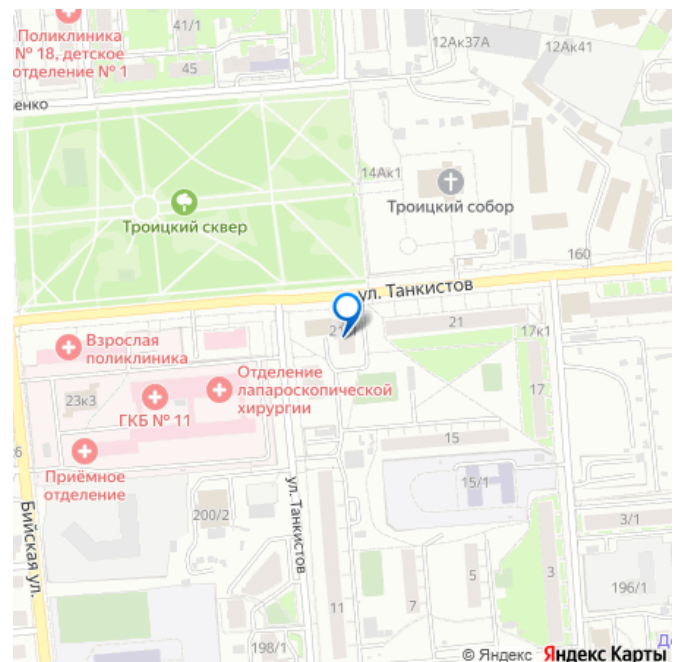 41/1
Поликлиника
№ 18, детское
отделение № 1
45
12Ак37А
12Ак41
енко
14Ак1
Троицкий собор
Троицкий сквер
160
ул. Танкистов
21
17к1
Взрослая
поликлиника
Отделение
лапароскопической
хирургии
23к3
ГКБ № 11
17
15
Приёмное
отделение
15/1
ул. Танкистов
Бийская ул.
200/2
3/1
5
3
196/1
11
7
198/1
© Яндекс Яндекс Карты